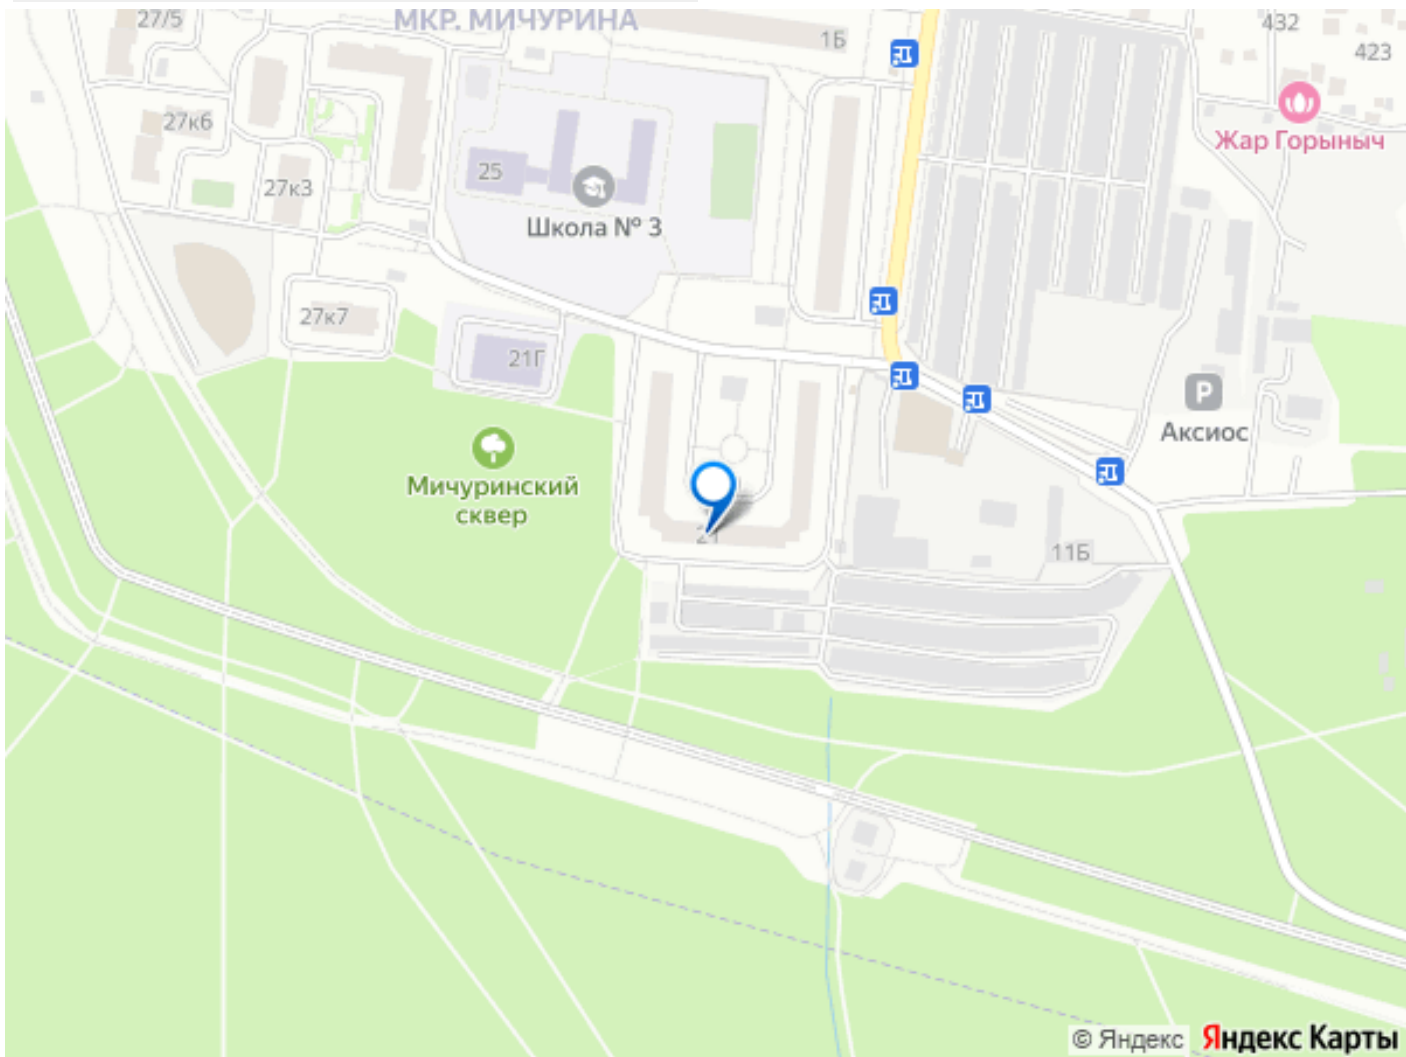 27/5
МКР. МИЧУРИНА
1Б
432
423
Жар Горыныч
27к6
27к3
25
Школа № 3
27к7
21Г
Аксиос
P
Мичуринский
сквер
21
11Б
© Яндекс Яндекс Карты